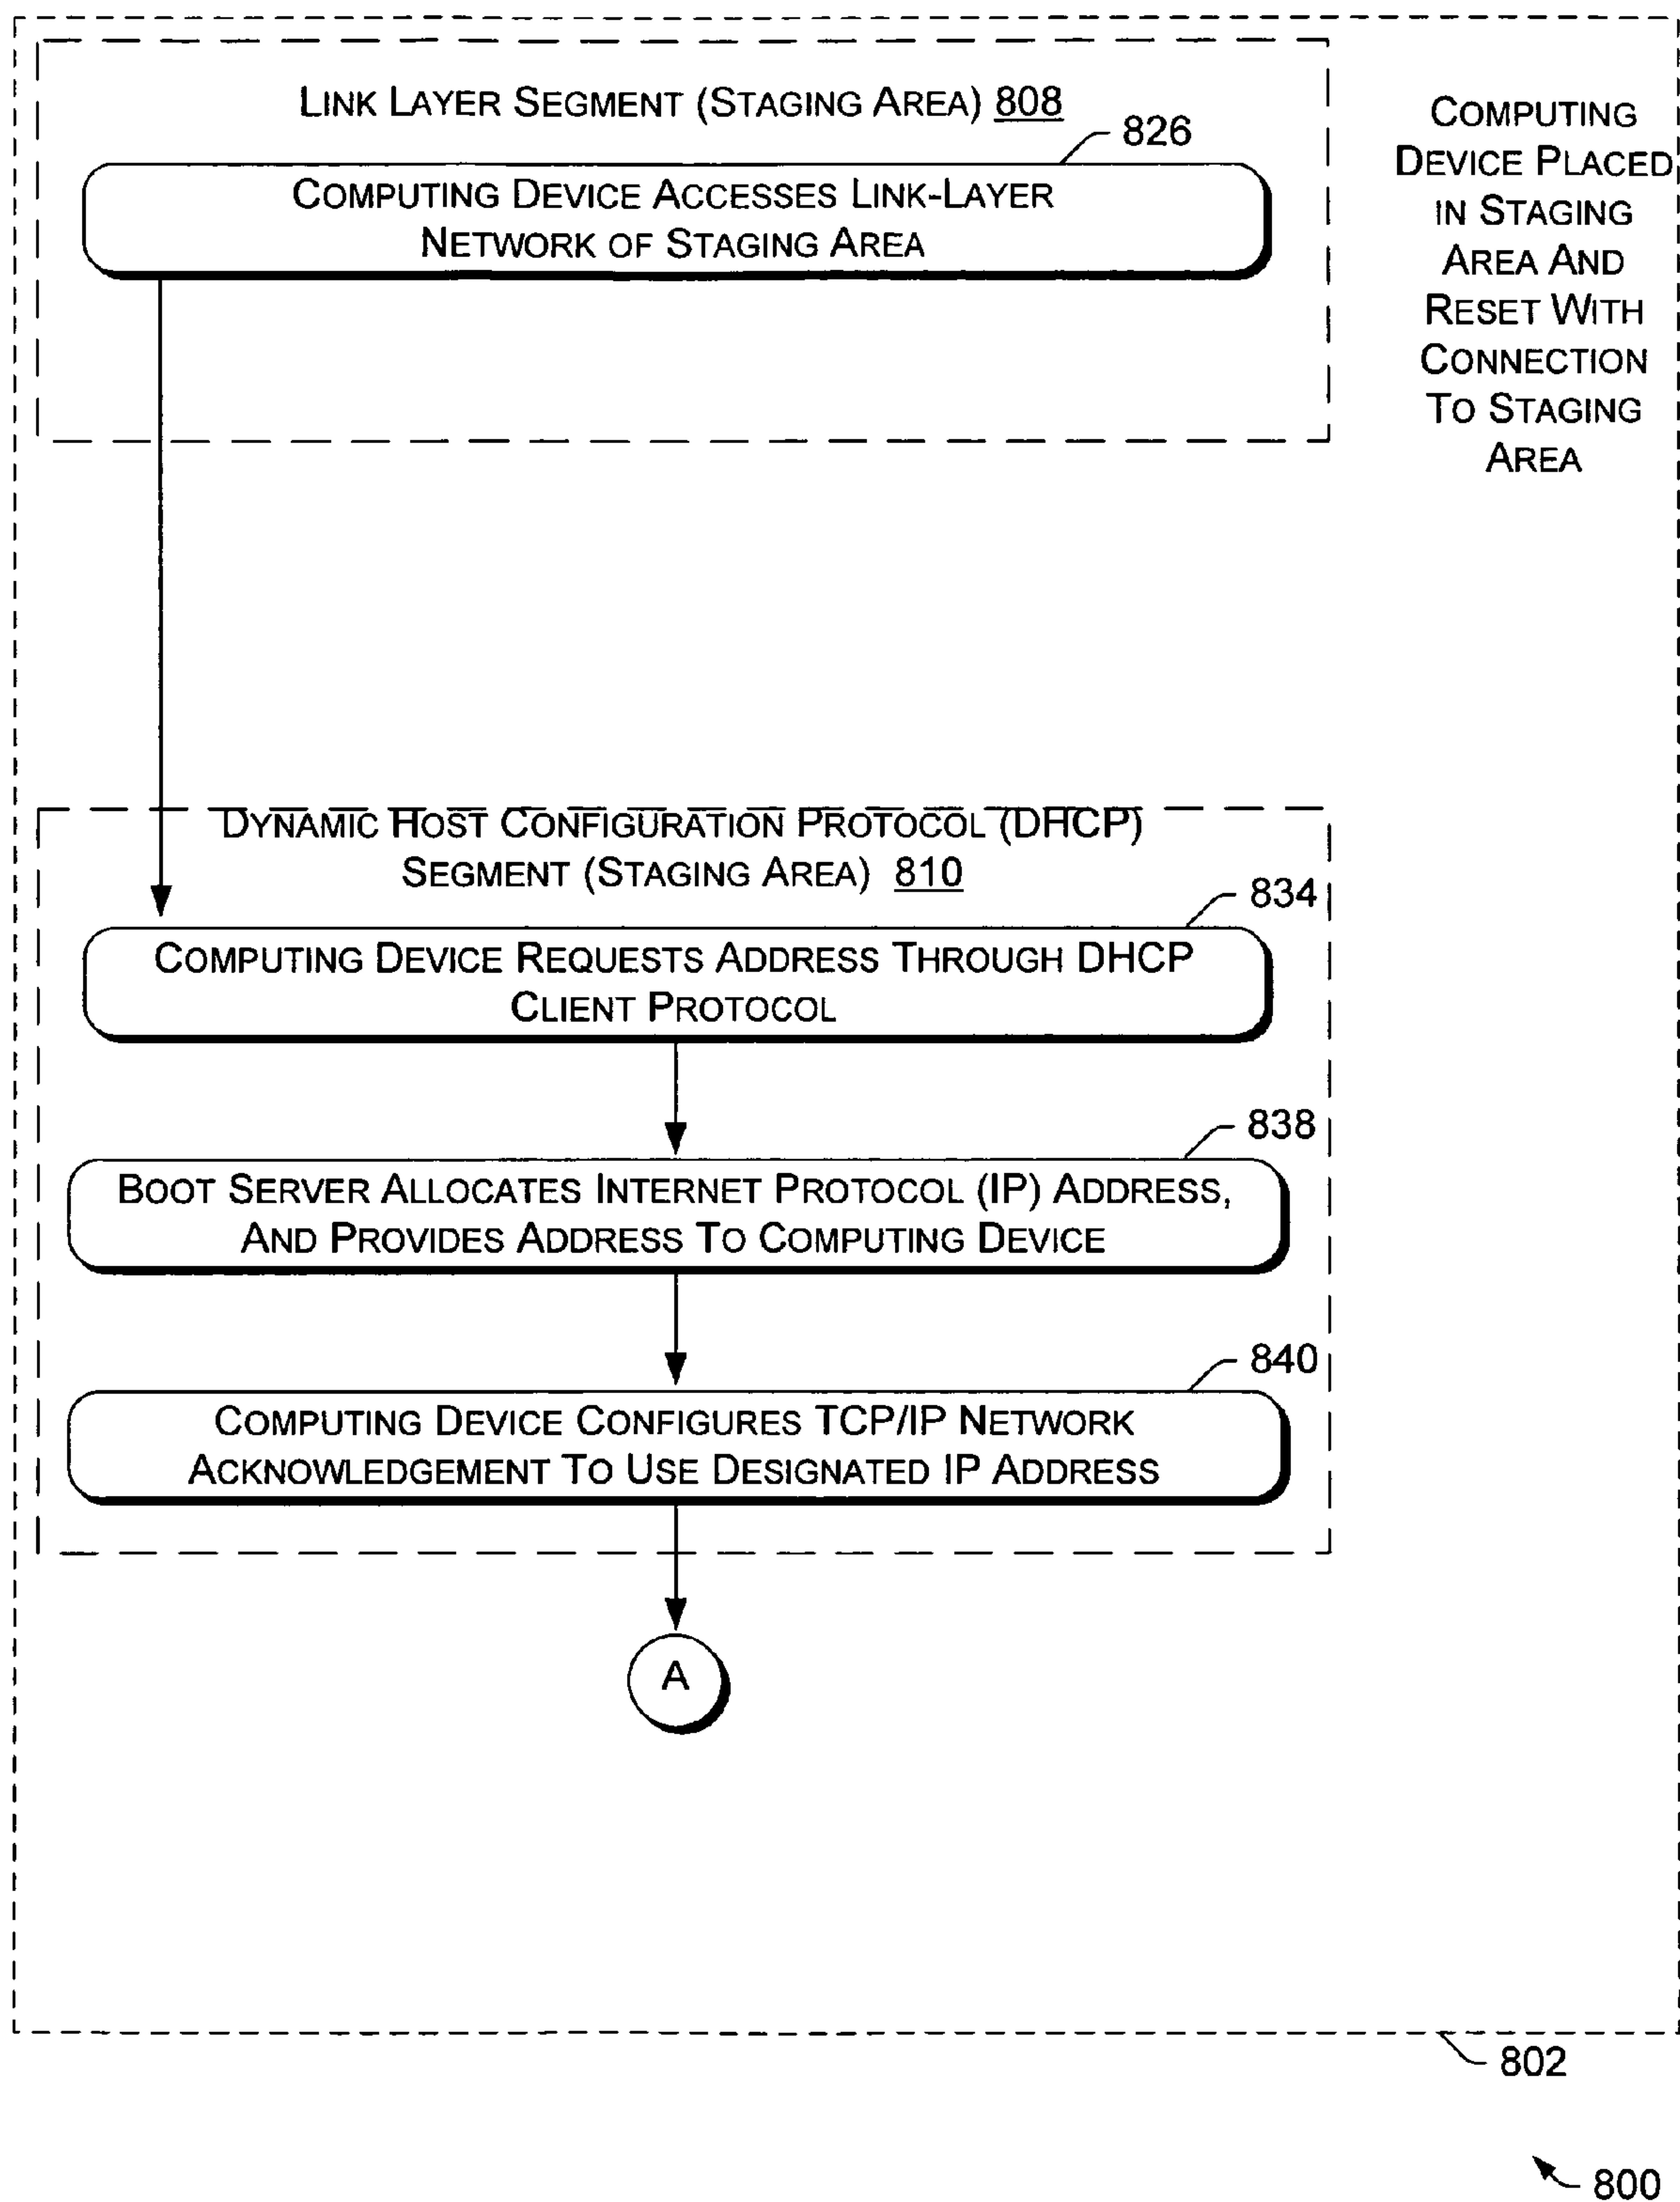 LINK LAYER SEGMENT (STAGING AREA) 808
826
COMPUTING DEVICE ACCESSES LINK-LAYER
NETWORK OF STAGING AREA
COMPUTING
DEVICE PLACED
IN STAGING
AREA AND
RESET WITH
CONNECTION
TO STAGING
AREA
DYNAMIC HOST CONFIGURATION PROTOCOL (DHCP)
SEGMENT (STAGING AREA) 810
834
COMPUTING DEVICE REQUESTS ADDRESS THROUGH DHCP
CLIENT PROTOCOL
838
BOOT SERVER ALLOCATES INTERNET PROTOCOL (IP) ADDRESS,
AND PROVIDES ADDRESS TO COMPUTING DEVICE
840
COMPUTING DEVICE CONFIGURES TCP/IP NETWORK
ACKNOWLEDGEMENT TO USE DESIGNATED IP ADDRESS
A
802
800